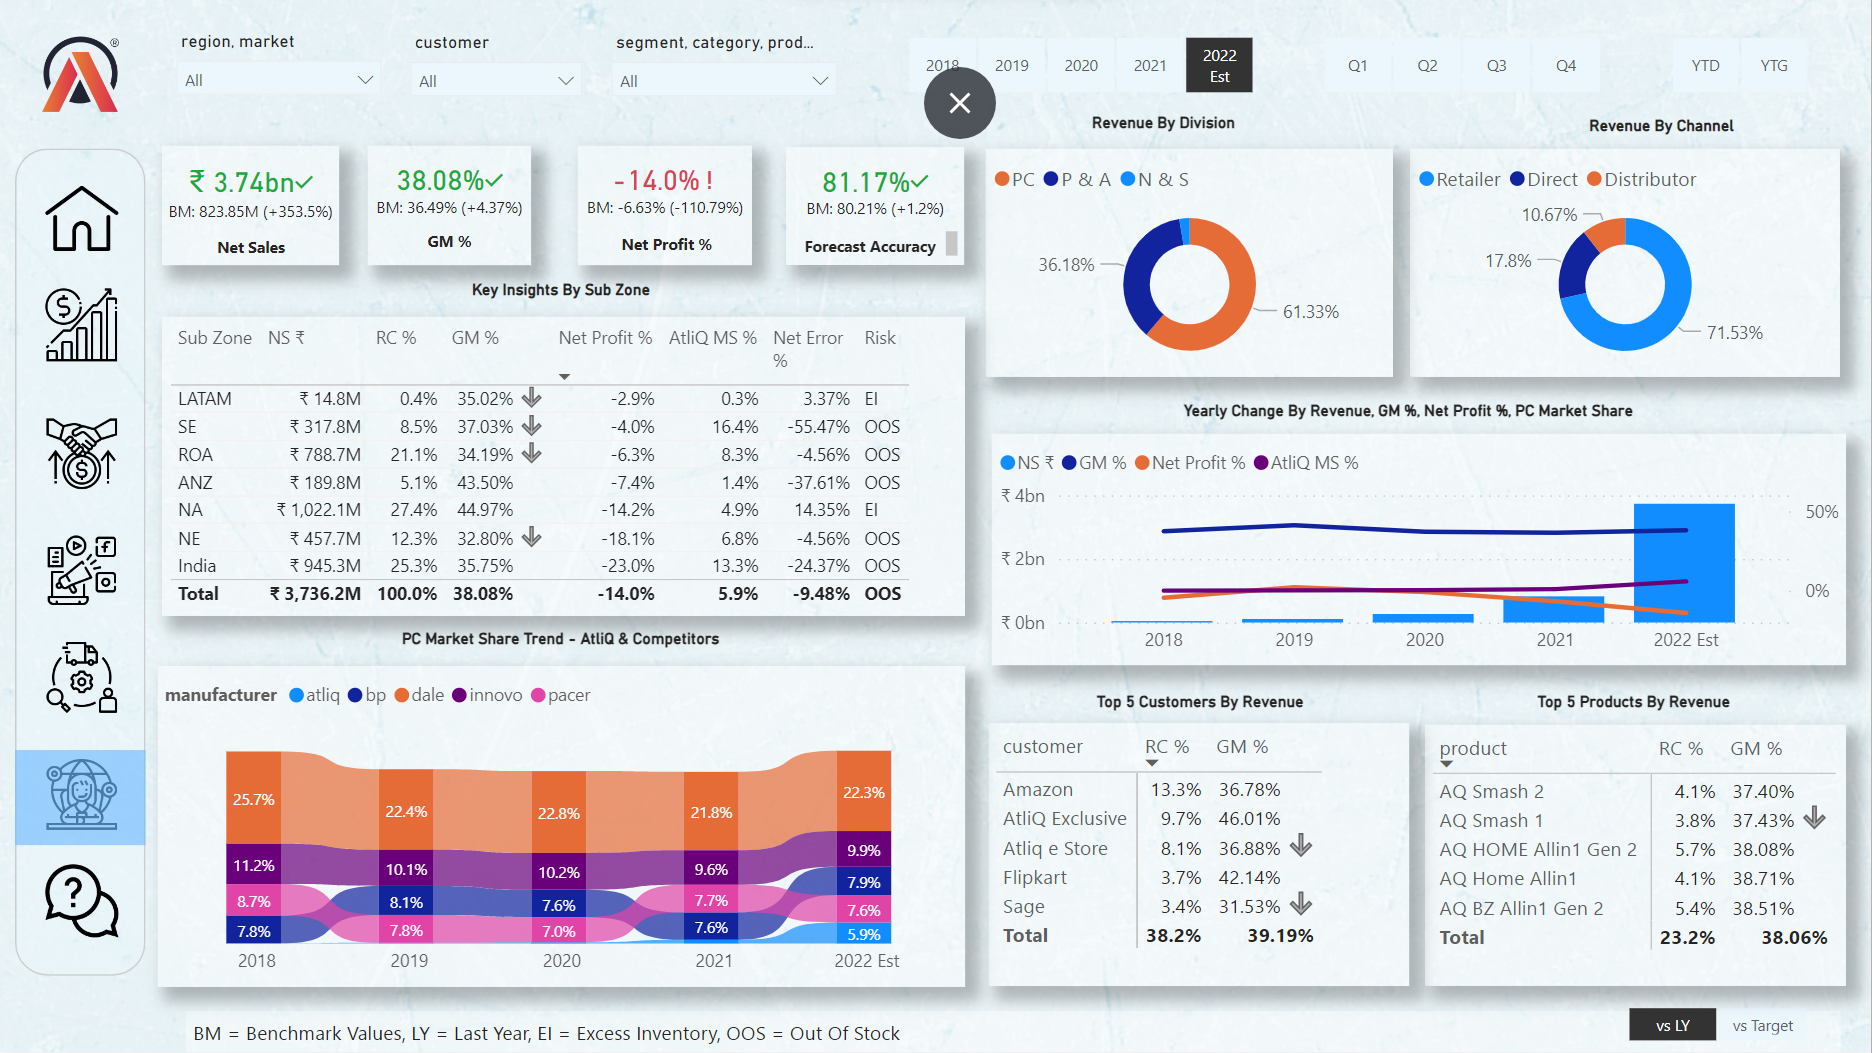 ®
region, market
customer
segment, category, prod...
All
All
All
2018
2019
2020
2021
2022 Est
Q1
Q2
Q3
Q4
YTD
YTG
₹ 3.74bn
BM: 823.85M (+353.5%)
Net Sales
38.08%
BM: 36.49% (+4.37%)
GM %
-14.0% !
BM: -6.63% (-110.79%)
Net Profit %
81.17%
BM: 80.21% (+1.2%)
Forecast Accuracy
Revenue By Division
PC P & A N & S
36.18%
61.33%
Revenue By Channel
Retailer Direct Distributor
10.67%
17.8%
71.53%
Key Insights By Sub Zone
Sub Zone NS ₹ RC % GM % Net Profit % AtliQ MS % Net Error % Risk
LATAM ₹ 14.8M 0.4% 35.02% -2.9% 0.3% 3.37% EI
SE ₹ 317.8M 8.5% 37.03% -4.0% 16.4% -55.47% OOS
ROA ₹ 788.7M 21.1% 34.19% -6.3% 8.3% -4.56% OOS
ANZ ₹ 189.8M 5.1% 43.50% -7.4% 1.4% -37.61% OOS
NA ₹ 1,022.1M 27.4% 44.97% -14.2% 4.9% 14.35% EI
NE ₹ 457.7M 12.3% 32.80% -18.1% 6.8% -4.56% OOS
India ₹ 945.3M 25.3% 35.75% -23.0% 13.3% -24.37% OOS
Total ₹ 3,736.2M 100.0% 38.08% -14.0% 5.9% -9.48% OOS
Yearly Change By Revenue, GM %, Net Profit %, PC Market Share
NS ₹ GM % Net Profit % AtliQ MS %
₹ 4bn
₹ 2bn
₹ 0bn
50%
0%
2018 2019 2020 2021 2022 Est
PC Market Share Trend - AtliQ & Competitors
manufacturer atliq bp dale innovo pacer
25.7% 22.4% 22.8% 21.8% 22.3%
11.2% 10.1% 10.2% 9.6% 9.9%
8.7% 8.1% 7.6% 7.7% 7.9%
7.8% 7.8% 7.0% 7.6% 7.6%
5.9%
2018 2019 2020 2021 2022 Est
Top 5 Customers By Revenue
customer RC % GM %
Amazon 13.3% 36.78%
AtliQ Exclusive 9.7% 46.01%
Atliq e Store 8.1% 36.88%
Flipkart 3.7% 42.14%
Sage 3.4% 31.53%
Total 38.2% 39.19%
Top 5 Products By Revenue
product RC % GM %
AQ Smash 2 4.1% 37.40%
AQ Smash 1 3.8% 37.43%
AQ HOME Allin1 Gen 2 5.7% 38.08%
AQ Home Allin1 4.1% 38.71%
AQ BZ Allin1 Gen 2 5.4% 38.51%
Total 23.2% 38.06%
BM = Benchmark Values, LY = Last Year, EI = Excess Inventory, OOS = Out Of Stock
vs LY
vs Target